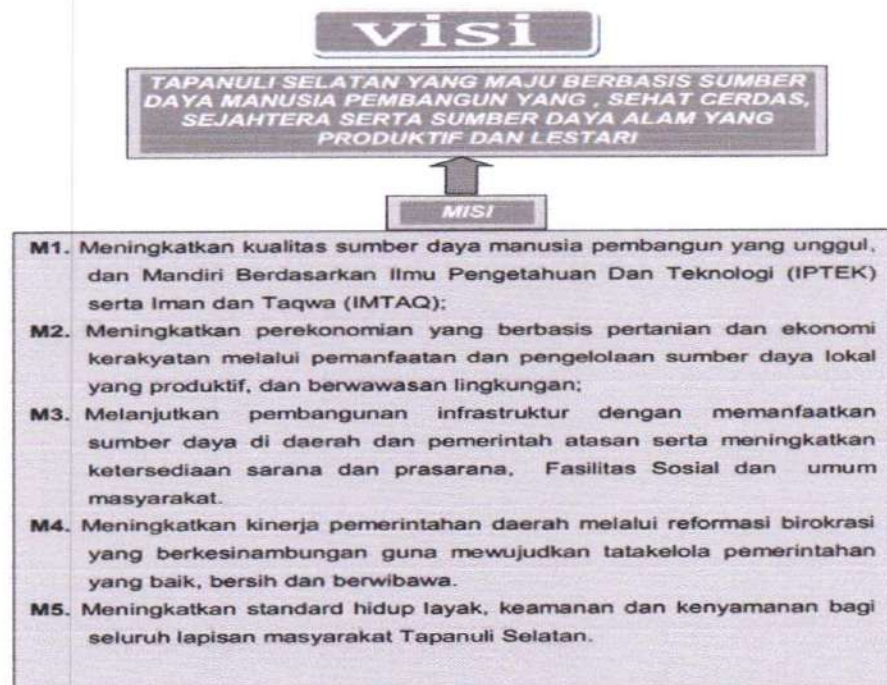 visi
TAPANULI SELATAN YANG MAJU BERBASIS SUMBER
DAYA MANUSIA PEMBANGUN YANG , SEHAT CERDAS,
SEJAHTERA SERTA SUMBER DAYA ALAM YANG
PRODUKTIF DAN LESTARI
MISI
M1. Meningkatkan kualitas sumber daya manusia pembangun yang unggul,
dan Mandiri Berdasarkan Ilmu Pengetahuan Dan Teknologi (IPTEK)
serta Iman dan Taqwa (IMTAQ);
M2. Meningkatkan perekonomian yang berbasis pertanian dan ekonomi
kerakyatan melalui pemanfaatan dan pengelolaan sumber daya lokal
yang produktif, dan berwawasan lingkungan;
M3. Melanjutkan pembangunan infrastruktur dengan memanfaatkan
sumber daya di daerah dan pemerintah atasan serta meningkatkan
ketersediaan sarana dan prasarana, Fasilitas Sosial dan umum
masyarakat.
M4. Meningkatkan kinerja pemerintahan daerah melalui reformasi birokrasi
yang berkesinambungan guna mewujudkan tatakelola pemerintahan
yang baik, bersih dan berwibawa.
M5. Meningkatkan standard hidup layak, keamanan dan kenyamanan bagi
seluruh lapisan masyarakat Tapanuli Selatan.